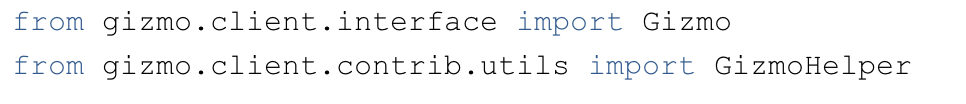 from gizmo.client.interface import Gizmo
from gizmo.client.contrib.utils import GizmoHelper